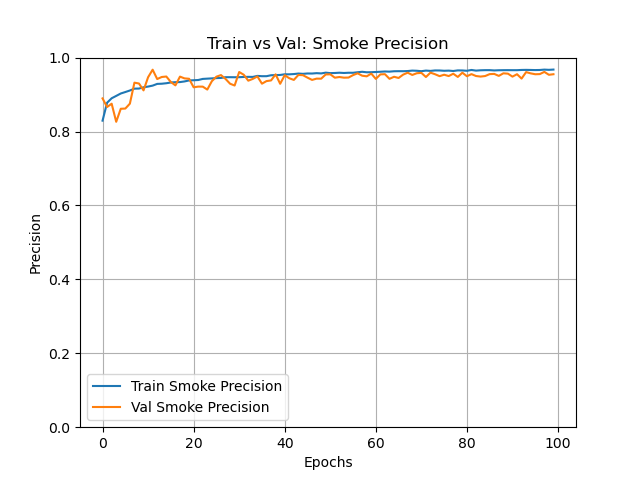 Train vs Val: Smoke Precision
1.0
0.8
0.6
0.4
0.2
0.0
Precision
Train Smoke Precision
Val Smoke Precision
0 20 40 60 80 100
Epochs